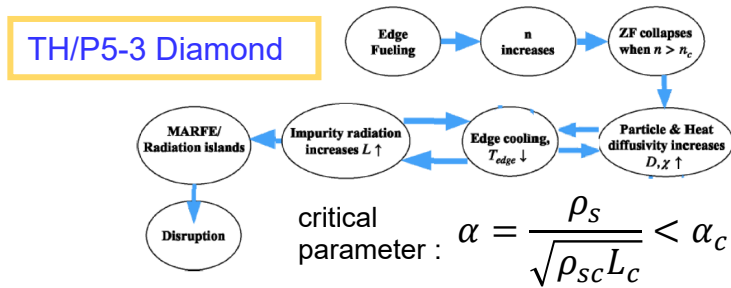 TH/P5-3 Diamond
Edge
Fueling
n
increases
ZF collapses
when n > n_c
MARFE/
Radiation islands
Impurity radiation
increases L ↑
Edge cooling,
T_edge ↓
Particle & Heat
diffusivity increases
D, χ ↑
Disruption
critical
parameter : α = ρ_s / √(ρ_sc L_c) < α_c